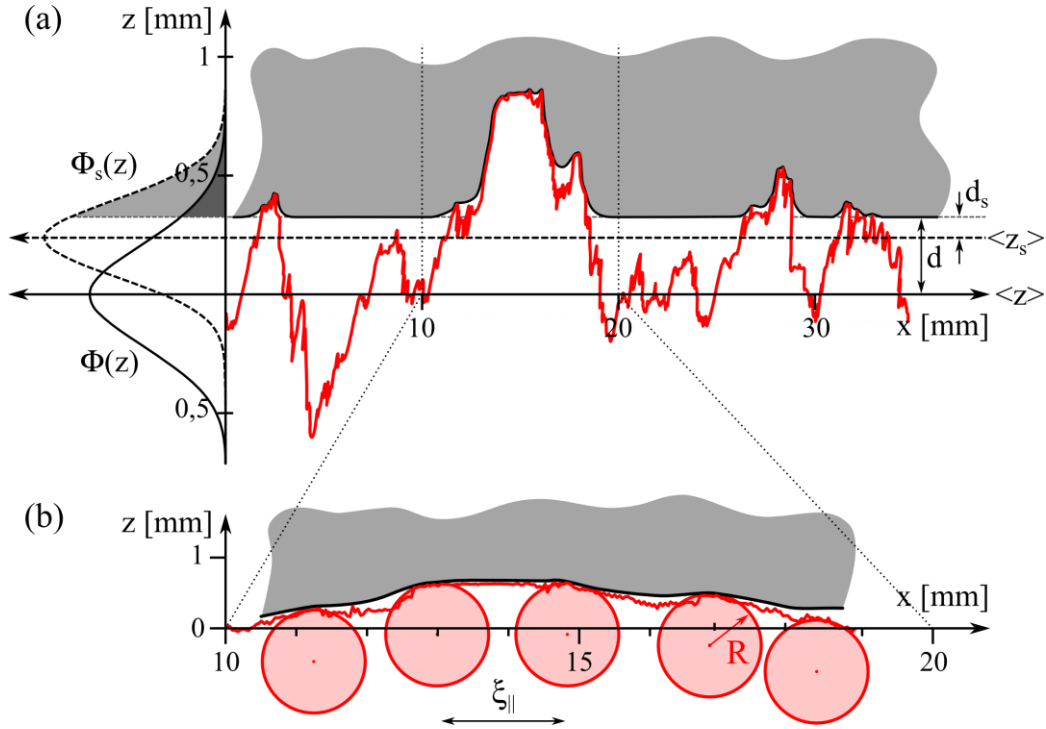 (a)
z [mm]
1
Φs(z)
0,5
ds
<zs>
d
<z>
10
20
30
x [mm]
Φ(z)
0,5
(b)
z [mm]
1
x [mm]
0
10
15
20
R
ξ||